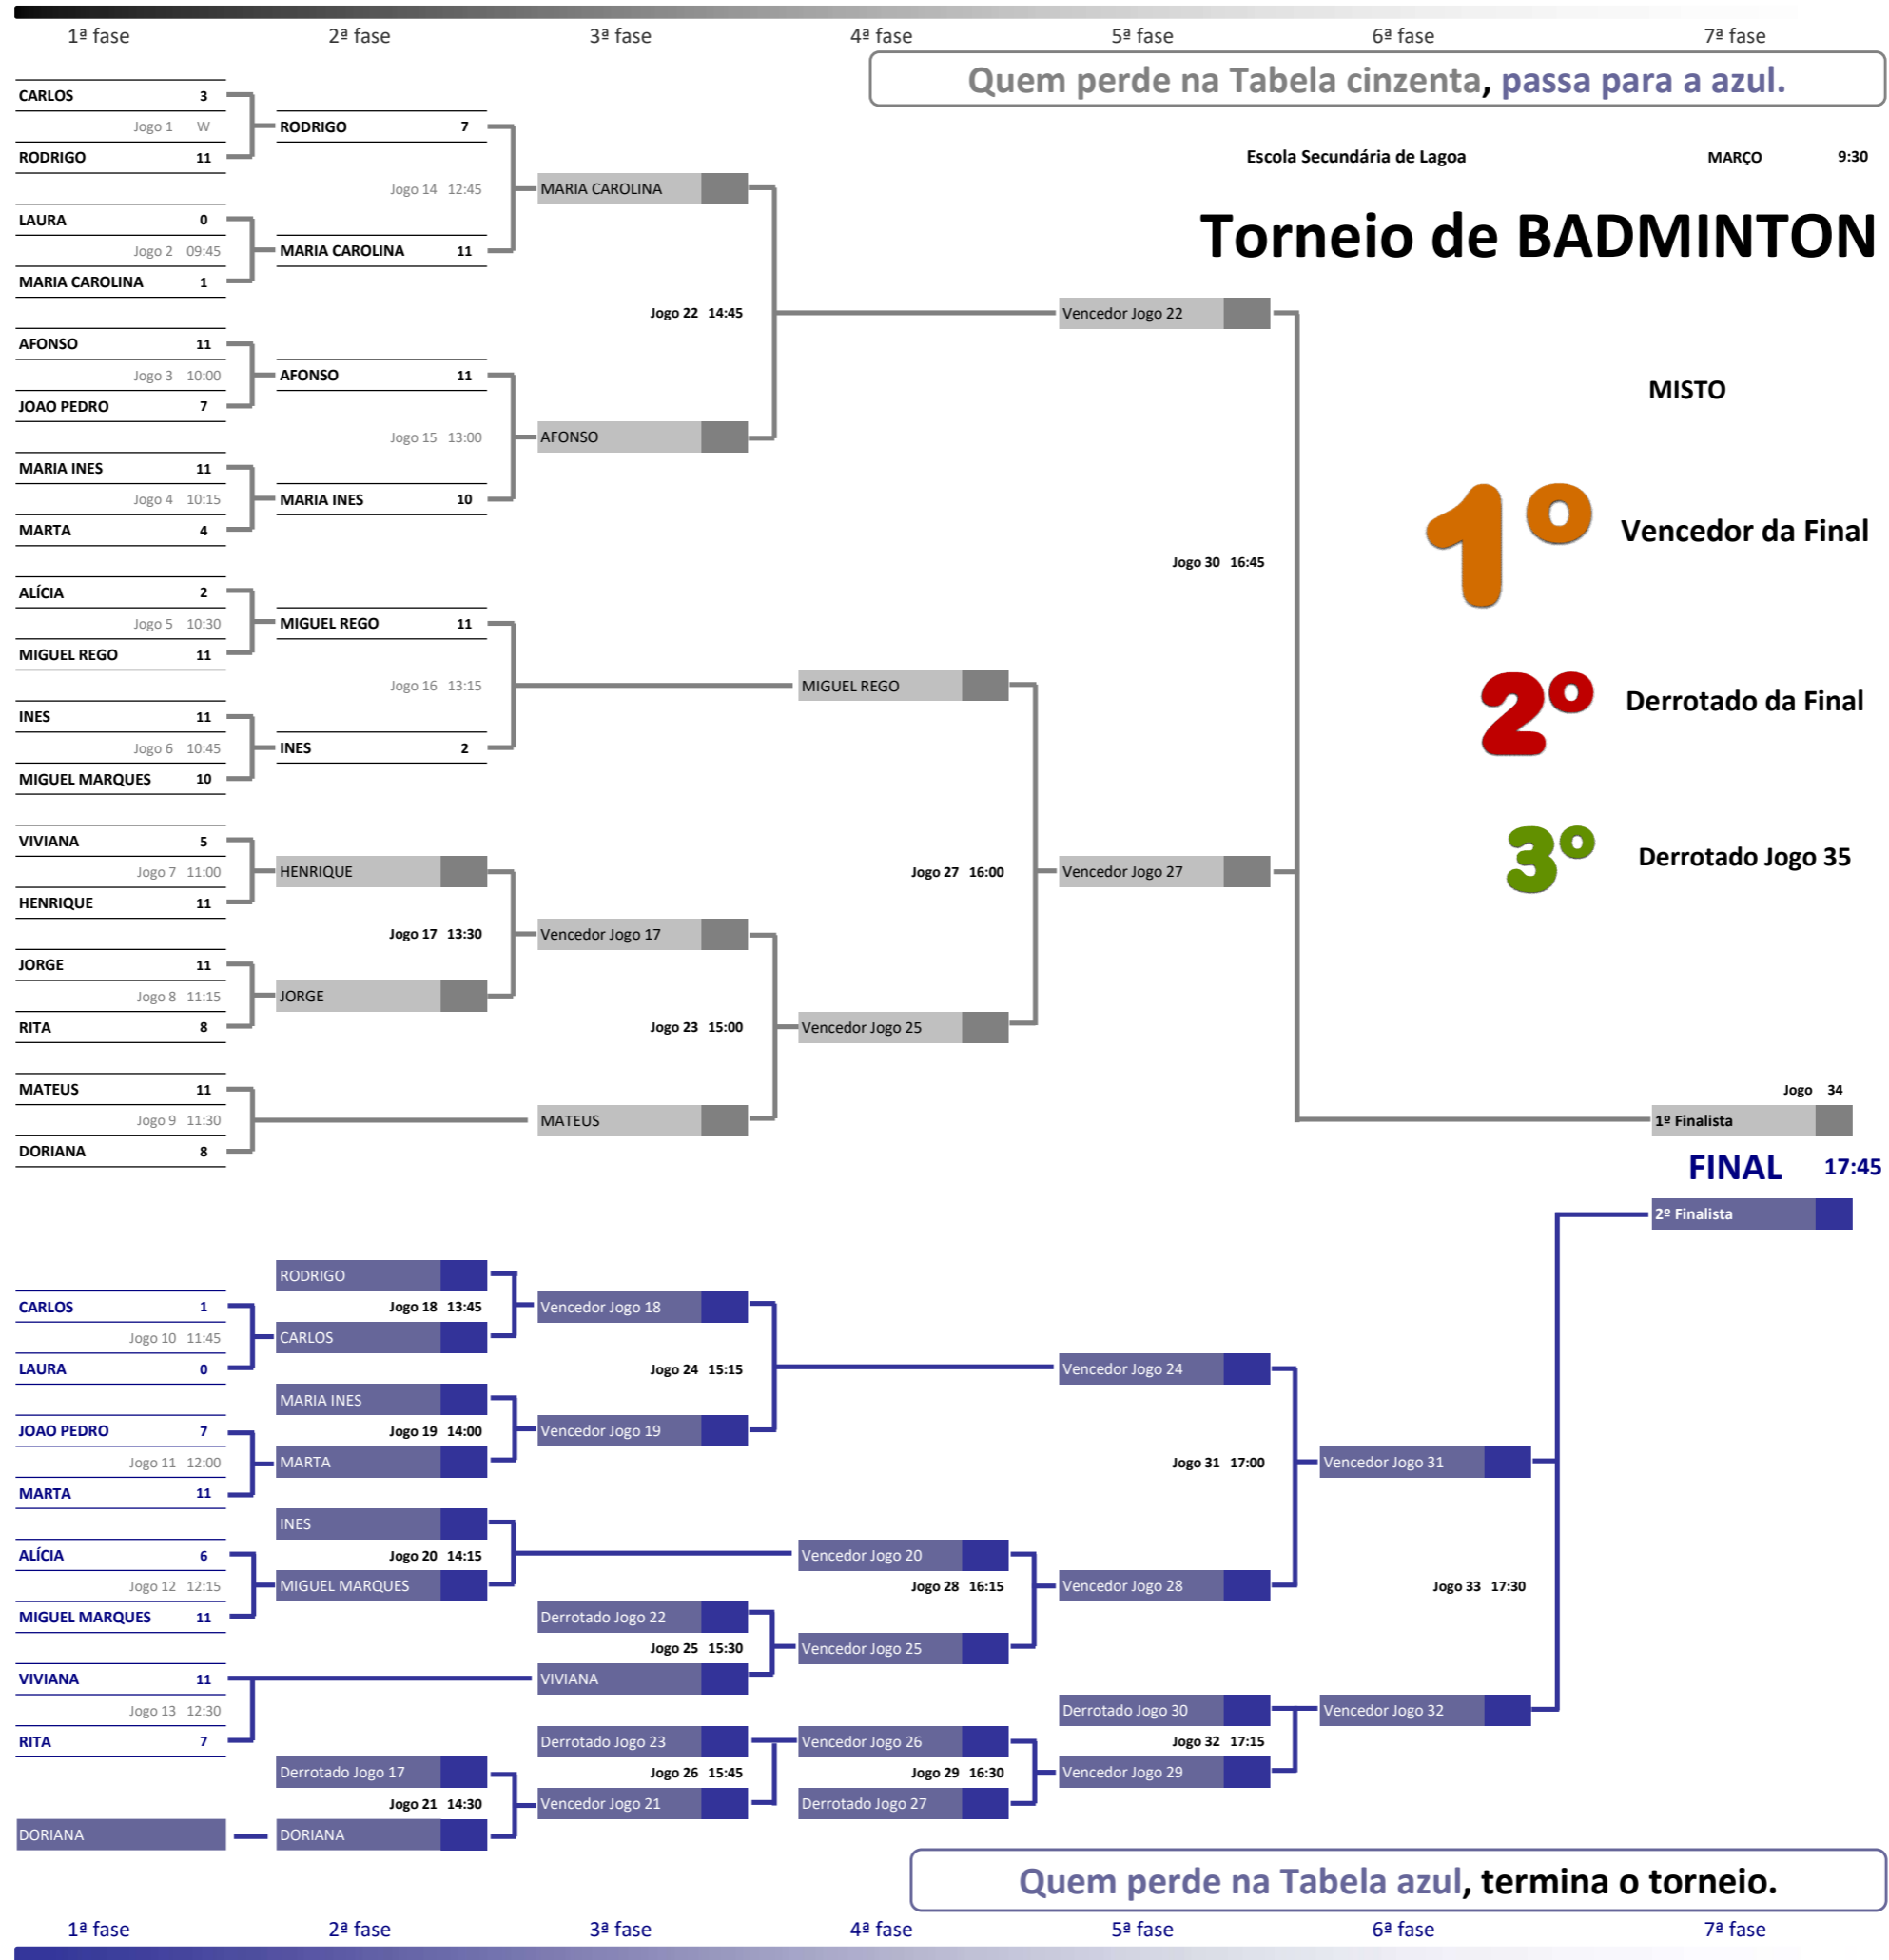 1ª fase 2ª fase 3ª fase 4ª fase 5ª fase 6ª fase 7ª fase
Quem perde na Tabela cinzenta, passa para a azul.
CARLOS 3
Jogo 1 W
RODRIGO 7
RODRIGO 11
Escola Secundária de Lagoa MARÇO 9:30
Jogo 14 12:45
MARIA CAROLINA
LAURA 0
Torneio de BADMINTON
Jogo 2 09:45
MARIA CAROLINA 11
MARIA CAROLINA 1
Jogo 22 14:45
Vencedor Jogo 22
AFONSO 11
Jogo 3 10:00
AFONSO 11
MISTO
JOAO PEDRO 7
Jogo 15 13:00
AFONSO
MARIA INES 11
Jogo 4 10:15
MARIA INES 10
MARTA 4
1º Vencedor da Final
Jogo 30 16:45
ALÍCIA 2
Jogo 5 10:30
MIGUEL REGO 11
MIGUEL REGO 11
Jogo 16 13:15
MIGUEL REGO
2º Derrotado da Final
INES 11
Jogo 6 10:45
INES 2
MIGUEL MARQUES 10
VIVIANA 5
3º Derrotado Jogo 35
Jogo 7 11:00
HENRIQUE
Jogo 27 16:00
Vencedor Jogo 27
HENRIQUE 11
Jogo 17 13:30
Vencedor Jogo 17
JORGE 11
Jogo 8 11:15
JORGE
RITA 8
Jogo 23 15:00
Vencedor Jogo 25
MATEUS 11
Jogo 34
Jogo 9 11:30
MATEUS
1º Finalista
DORIANA 8
FINAL 17:45
2º Finalista
RODRIGO
CARLOS 1
Jogo 18 13:45
Vencedor Jogo 18
Jogo 10 11:45
CARLOS
LAURA 0
Jogo 24 15:15
Vencedor Jogo 24
MARIA INES
JOAO PEDRO 7
Jogo 19 14:00
Vencedor Jogo 19
Jogo 11 12:00
MARTA
Jogo 31 17:00
Vencedor Jogo 31
MARTA 11
INES
ALÍCIA 6
Jogo 20 14:15
Vencedor Jogo 20
Jogo 12 12:15
MIGUEL MARQUES
Jogo 28 16:15
Vencedor Jogo 28
Jogo 33 17:30
MIGUEL MARQUES 11
Derrotado Jogo 22
Jogo 25 15:30
Vencedor Jogo 25
VIVIANA 11
VIVIANA
Jogo 13 12:30
Derrotado Jogo 30
Vencedor Jogo 32
RITA 7
Derrotado Jogo 23
Vencedor Jogo 26
Jogo 32 17:15
Derrotado Jogo 17
Jogo 26 15:45
Jogo 29 16:30
Vencedor Jogo 29
Jogo 21 14:30
Vencedor Jogo 21
Derrotado Jogo 27
DORIANA
DORIANA
Quem perde na Tabela azul, termina o torneio.
1ª fase 2ª fase 3ª fase 4ª fase 5ª fase 6ª fase 7ª fase